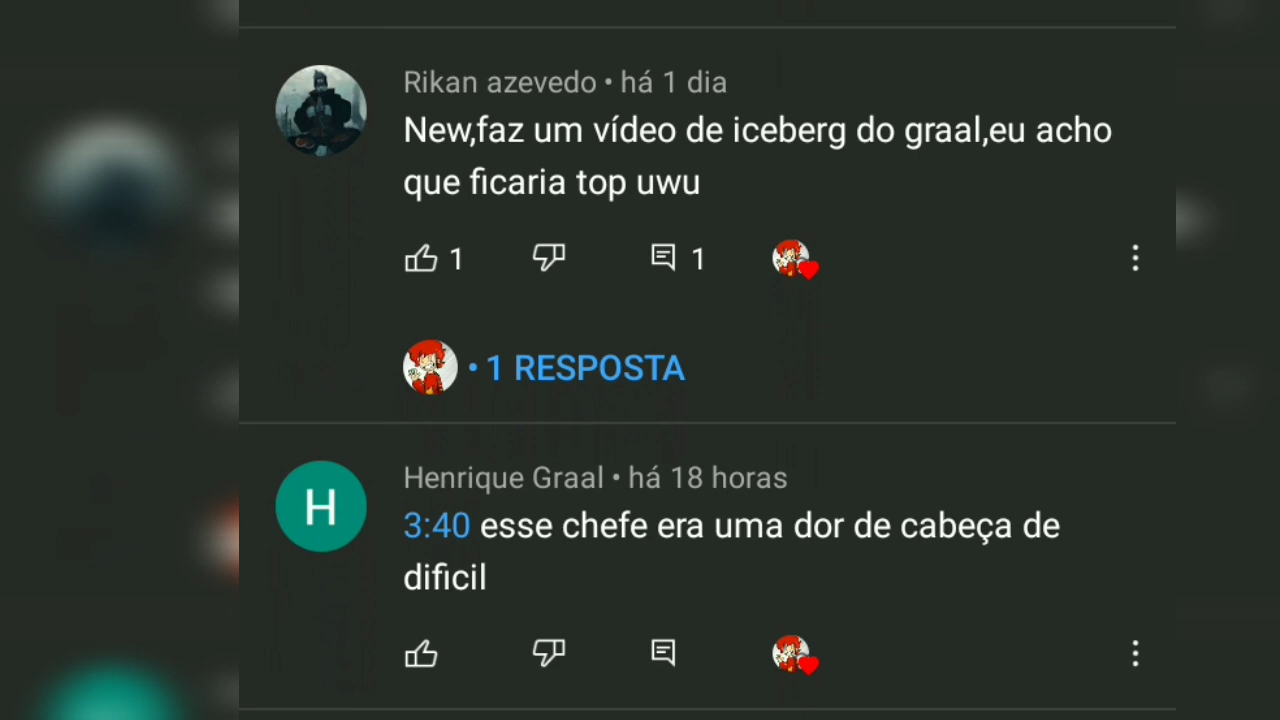 Rikan azevedo • há 1 dia
New,faz um vídeo de iceberg do graal,eu acho
que ficaria top uwu
1
1
• 1 RESPOSTA
H
Henrique Graal • há 18 horas
3:40 esse chefe era uma dor de cabeça de
dificil